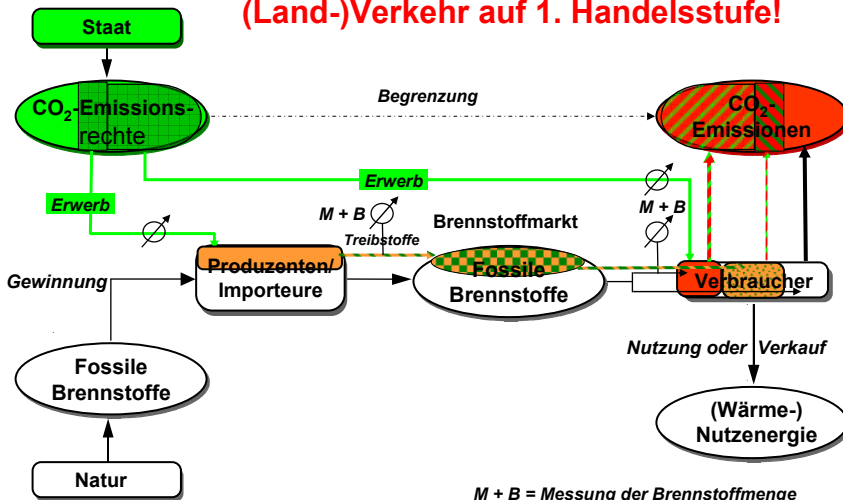 (Land-)Verkehr auf 1. Handelsstufe!
Staat
CO₂-Emissions-
rechte
Begrenzung
CO₂-
Emissionen
Erwerb
Erwerb
M + B
Treibstoffe
Brennstoffmarkt
M + B
Gewinnung
Produzenten/
Importeure
Fossile
Brennstoffe
Verbraucher
Fossile
Brennstoffe
Nutzung oder Verkauf
(Wärme-)
Nutzenergie
Natur
M + B = Messung der Brennstoffmenge